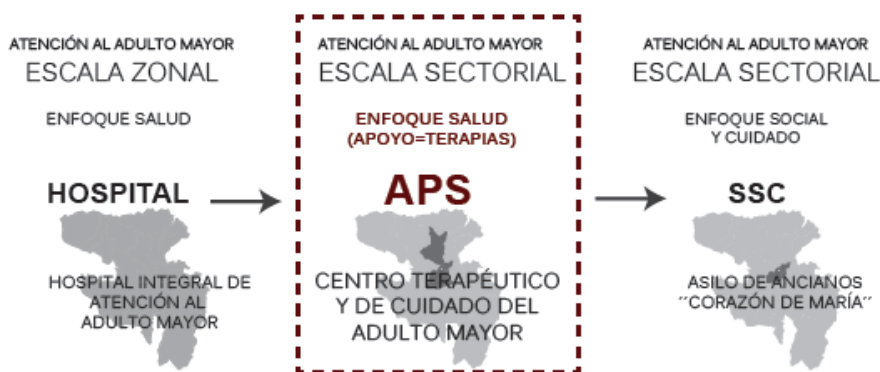 ATENCIÓN AL ADULTO MAYOR
ESCALA ZONAL
ENFOQUE SALUD
HOSPITAL
HOSPITAL INTEGRAL DE
ATENCIÓN AL
ADULTO MAYOR
ATENCIÓN AL ADULTO MAYOR
ESCALA SECTORIAL
ENFOQUE SALUD
(APOYO=TERAPIAS)
APS
CENTRO TERAPÉUTICO
Y DE CUIDADO DEL
ADULTO MAYOR
ATENCIÓN AL ADULTO MAYOR
ESCALA SECTORIAL
ENFOQUE SOCIAL
Y CUIDADO
SSC
ASILO DE ANCIANOS
´´CORAZÓN DE MARÍA´´